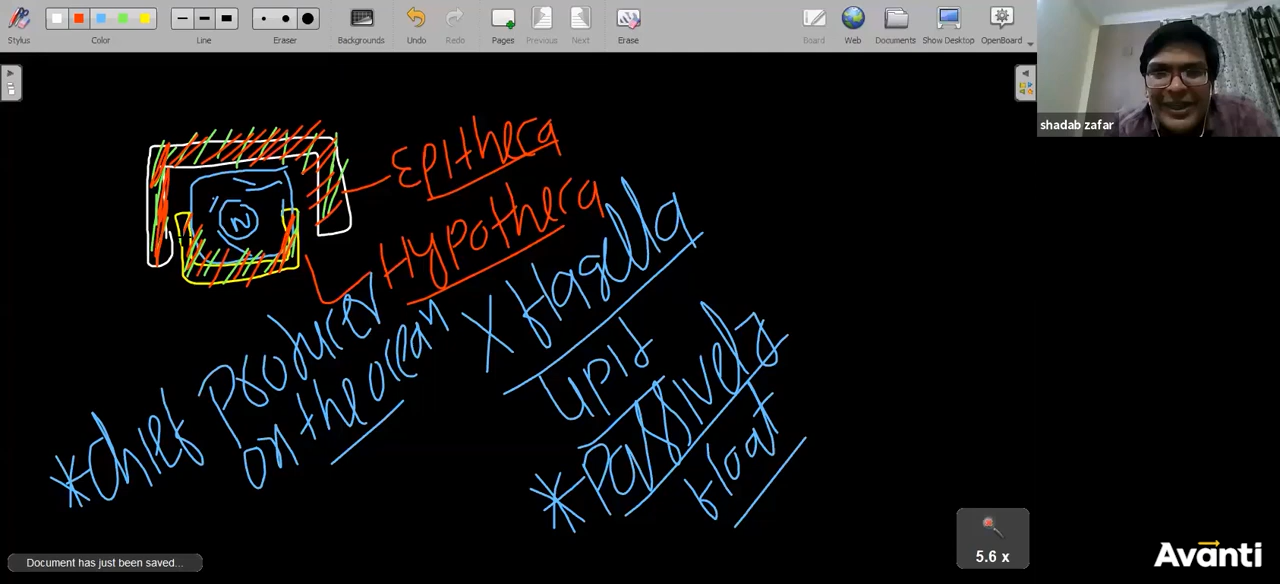 Stylus
Color
Line
Eraser
Backgrounds
Undo
Redo
Pages
Previous
Next
Erase
Board
Web
Documents
Show Desktop
OpenBoard
shadab zafar
Epithera
Hypothera
N
X flagella
lipid
* Passively
float
* Chief Producer
on the ocean
Document has just been saved...
5.6 x
Avanti